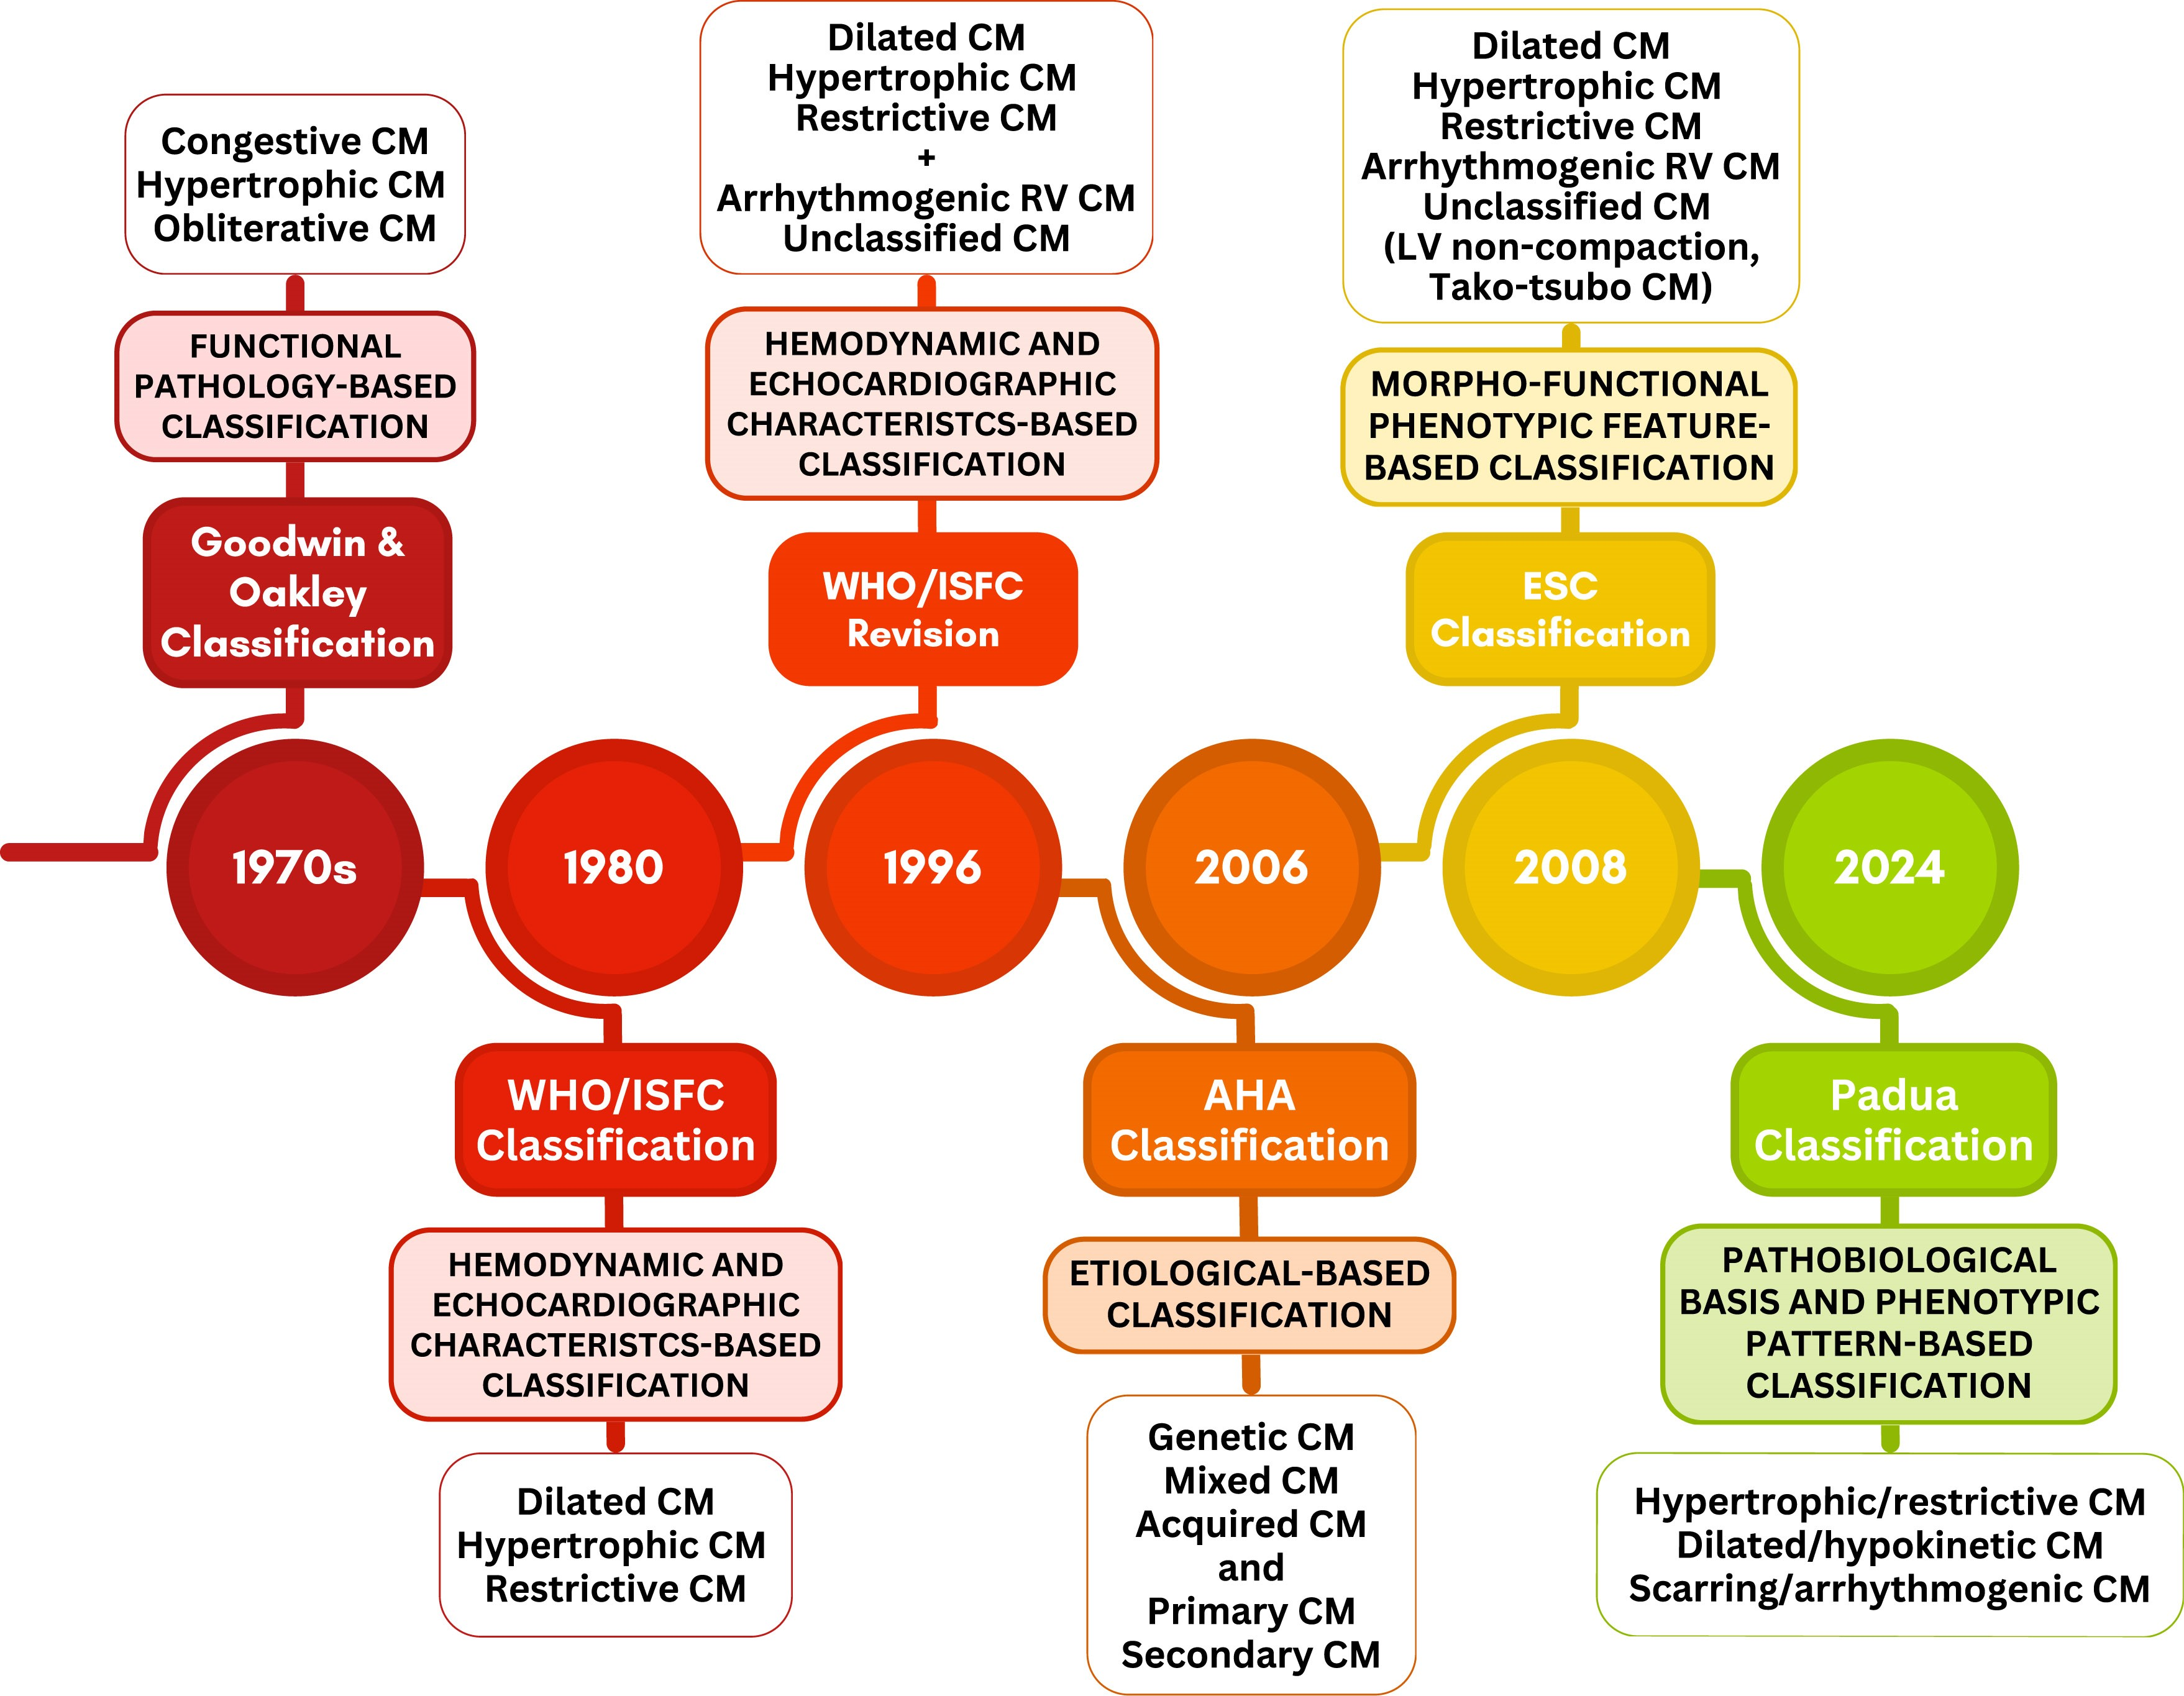 Congestive CM
Hypertrophic CM
Obliterative CM
FUNCTIONAL
PATHOLOGY-BASED
CLASSIFICATION
Goodwin &
Oakley
Classification
1970s
1980
WHO/ISFC
Classification
HEMODYNAMIC AND
ECHOCARDIOGRAPHIC
CHARACTERISTCS-BASED
CLASSIFICATION
Dilated CM
Hypertrophic CM
Restrictive CM
Dilated CM
Hypertrophic CM
Restrictive CM
+
Arrhythmogenic RV CM
Unclassified CM
HEMODYNAMIC AND
ECHOCARDIOGRAPHIC
CHARACTERISTCS-BASED
CLASSIFICATION
WHO/ISFC
Revision
1996
2006
AHA
Classification
ETIOLOGICAL-BASED
CLASSIFICATION
Genetic CM
Mixed CM
Acquired CM
and
Primary CM
Secondary CM
Dilated CM
Hypertrophic CM
Restrictive CM
Arrhythmogenic RV CM
Unclassified CM
(LV non-compaction,
Tako-tsubo CM)
MORPHO-FUNCTIONAL
PHENOTYPIC FEATURE-
BASED CLASSIFICATION
ESC
Classification
2008
2024
Padua
Classification
PATHOBIOLOGICAL
BASIS AND PHENOTYPIC
PATTERN-BASED
CLASSIFICATION
Hypertrophic/restrictive CM
Dilated/hypokinetic CM
Scarring/arrhythmogenic CM